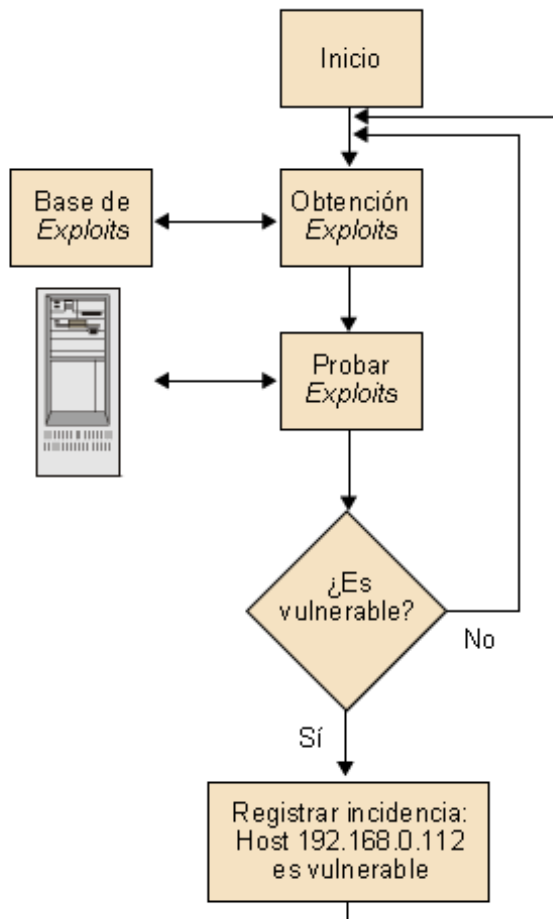 Inicio
Base de
Exploits
Obtención
Exploits
Probar
Exploits
¿Es
vulnerable?
No
Sí
Registrar incidencia:
Host 192.168.0.112
es vulnerable